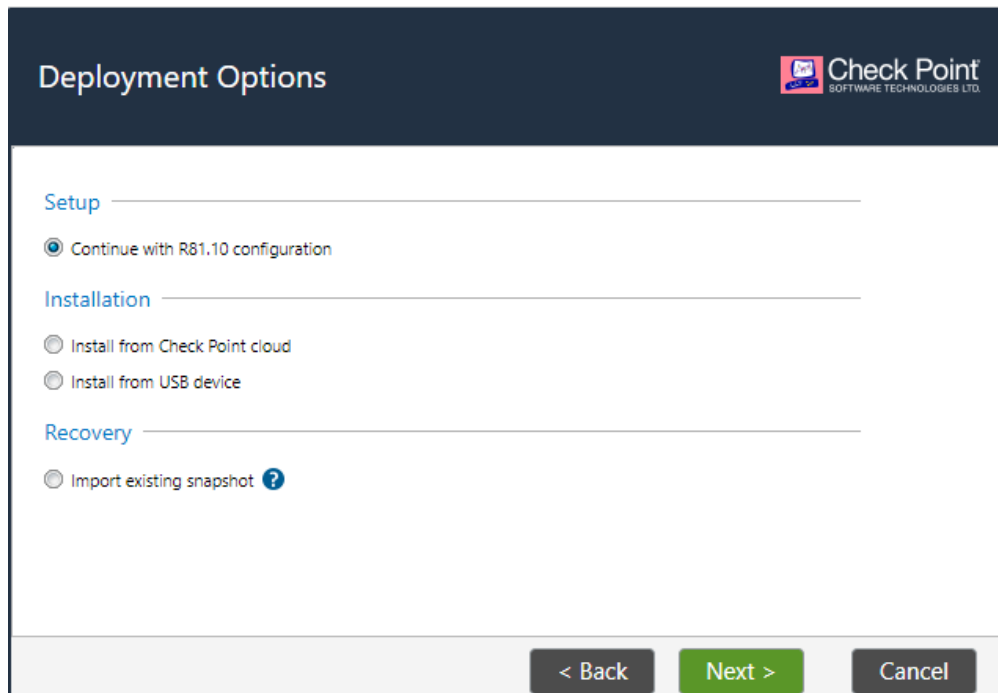 Deployment Options
Check Point
SOFTWARE TECHNOLOGIES LTD.
Setup
Continue with R81.10 configuration
Installation
Install from Check Point cloud
Install from USB device
Recovery
Import existing snapshot ?
< Back
Next >
Cancel